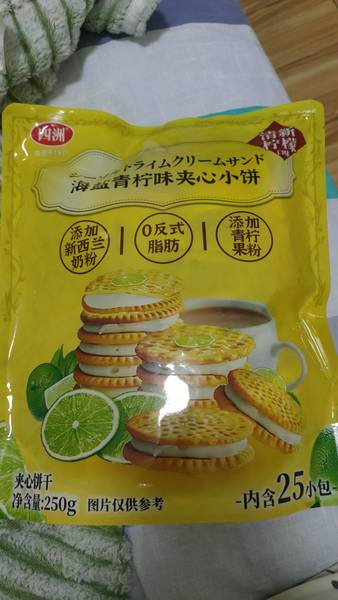 四洲
清新
柠檬
ライムクリームサンド
海盐青柠味夹心小饼
添加
新西兰
奶粉
0反式
脂肪
添加
青柠
果粉
夹心饼干
净含量:250g
图片仅供参考
-内含25小包-